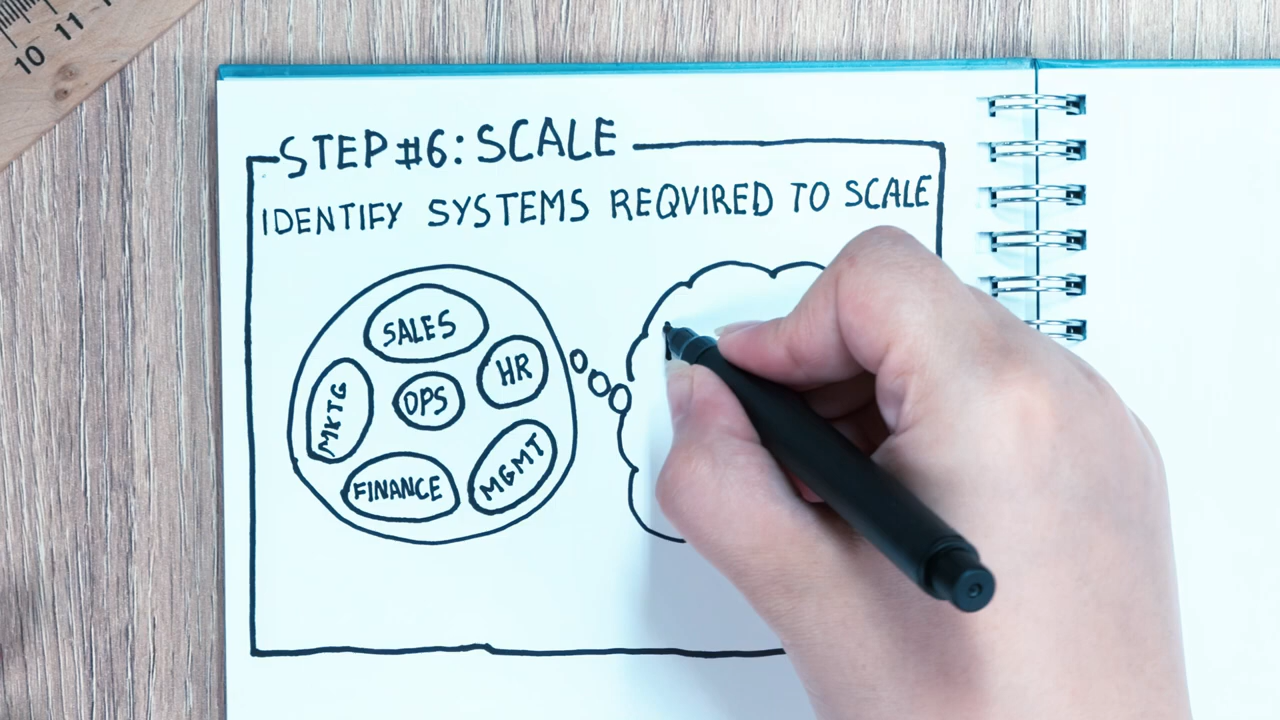 10 11
STEP #6: SCALE
IDENTIFY SYSTEMS REQVIRED TO SCALE
SALES
HR
MKTG
OPS
FINANCE
MGMT